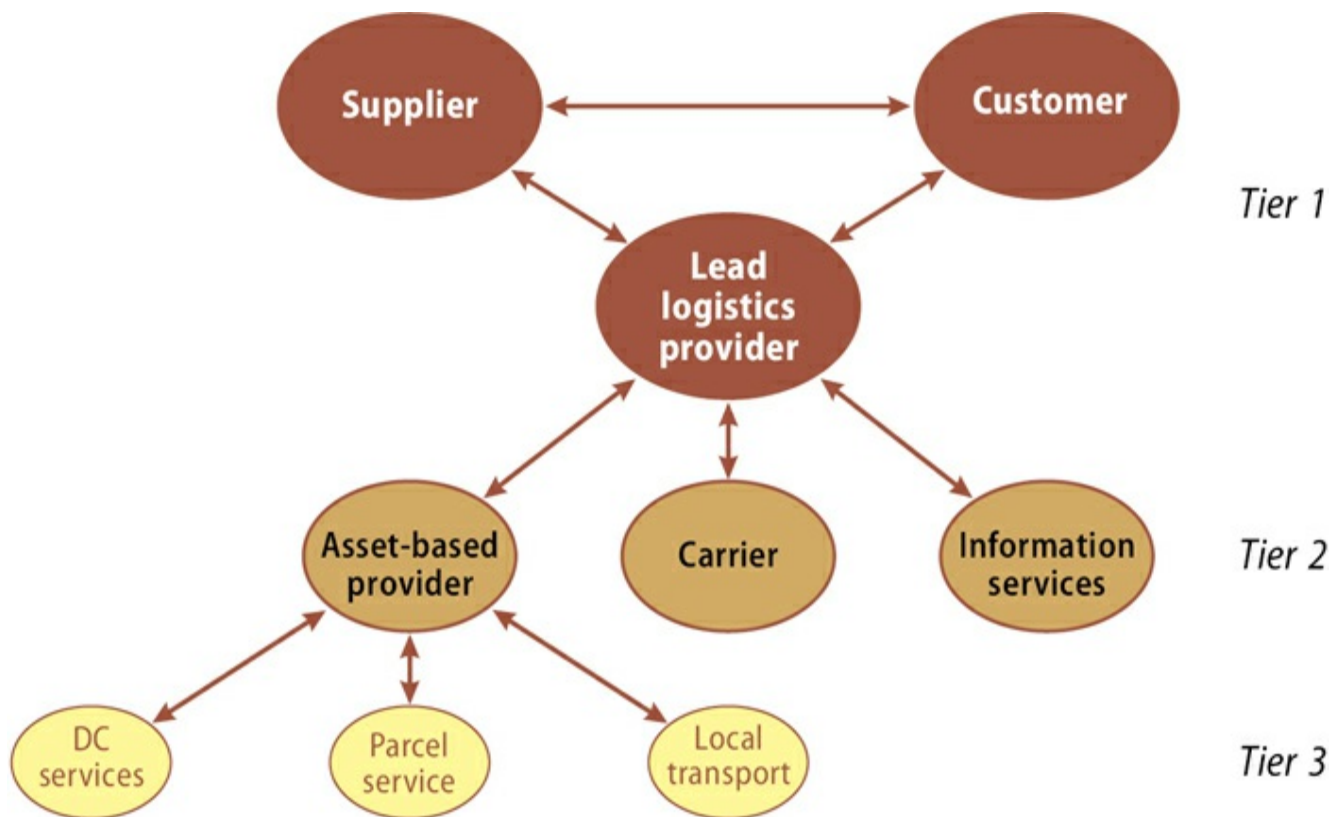 Supplier
Customer
Tier 1
Lead
logistics
provider
Asset-based
provider
Carrier
Information
services
Tier 2
DC
services
Parcel
service
Local
transport
Tier 3